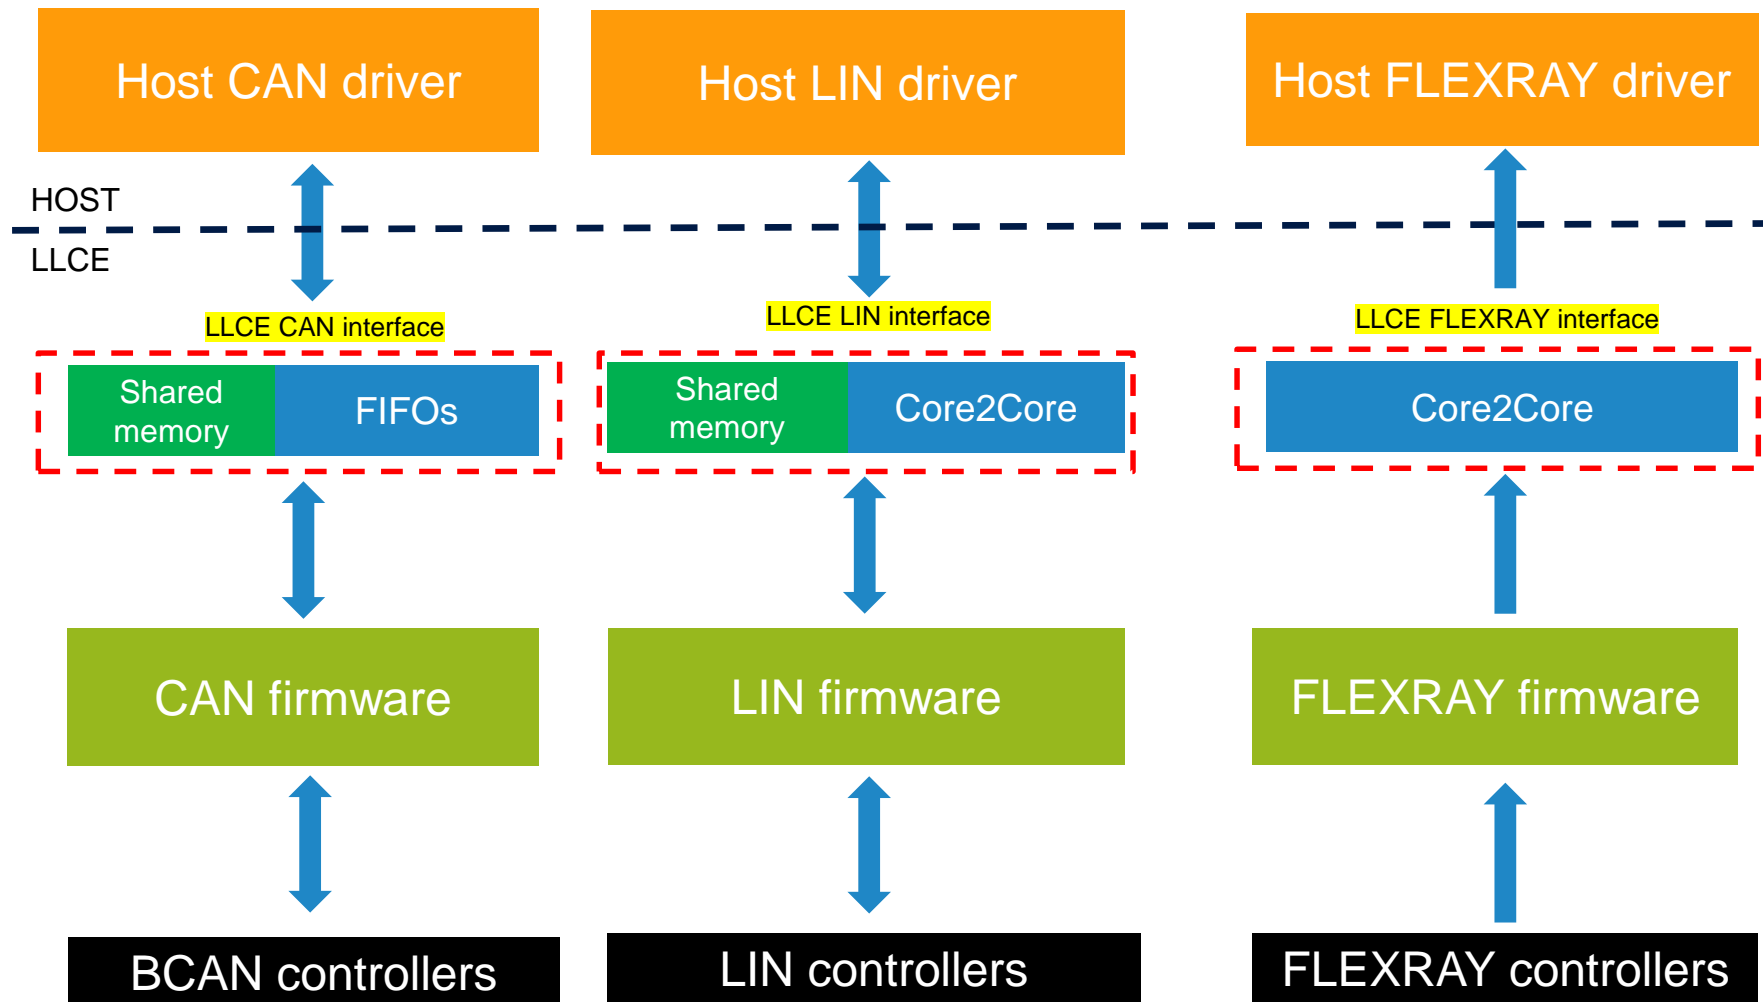 Host CAN driver
Host LIN driver
Host FLEXRAY driver
HOST
LLCE
LLCE CAN interface
LLCE LIN interface
LLCE FLEXRAY interface
Shared
memory
FIFOs
Shared
memory
Core2Core
Core2Core
CAN firmware
LIN firmware
FLEXRAY firmware
BCAN controllers
LIN controllers
FLEXRAY controllers